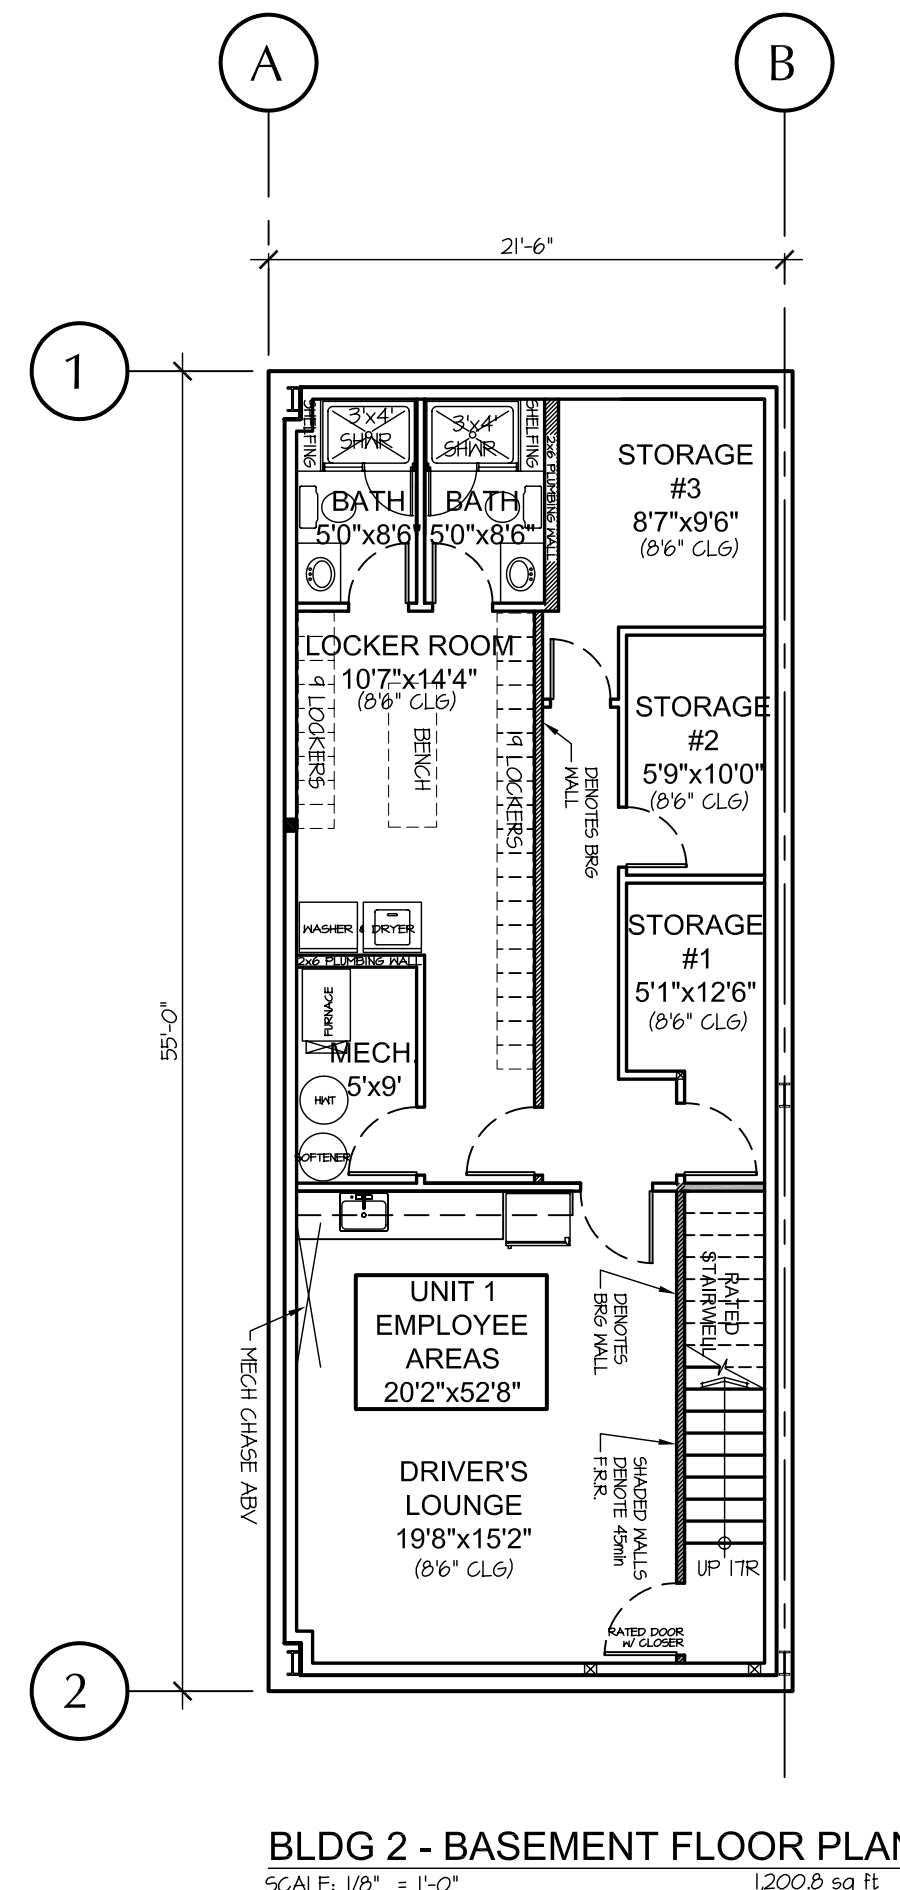 A
B
21'-6"
1
SHELFING
3'x4'
SHWR
3'x4'
SHWR
SHELFING
2x6 PLUMBING WALL
STORAGE
#3
8'7"x9'6"
(8'6" CLG)
BATH
5'0"x8'6"
BATH
5'0"x8'6"
LOCKER ROOM
10'7"x14'4"
(8'6" CLG)
9 LOCKERS
BENCH
19 LOCKERS
DENOTES BRG
WALL
STORAGE
#2
5'9"x10'0"
(8'6" CLG)
WASHER & DRYER
2x6 PLUMBING WALL
STORAGE
#1
5'1"x12'6"
(8'6" CLG)
55'-0"
FURNACE
MECH.
5'x9'
HWT
SOFTENER
RATED
STAIRWELL
UNIT 1
EMPLOYEE
AREAS
20'2"x52'8"
DENOTES
BRG WALL
MECH CHASE ABV
DRIVER'S
LOUNGE
19'8"x15'2"
(8'6" CLG)
SHADED WALLS
DENOTE 45min
F.R.R.
UP 17R
RATED DOOR
W/ CLOSER
2
BLDG 2 - BASEMENT FLOOR PLAN
SCALE: 1/8" = 1'-0"
1,200.8 sq ft